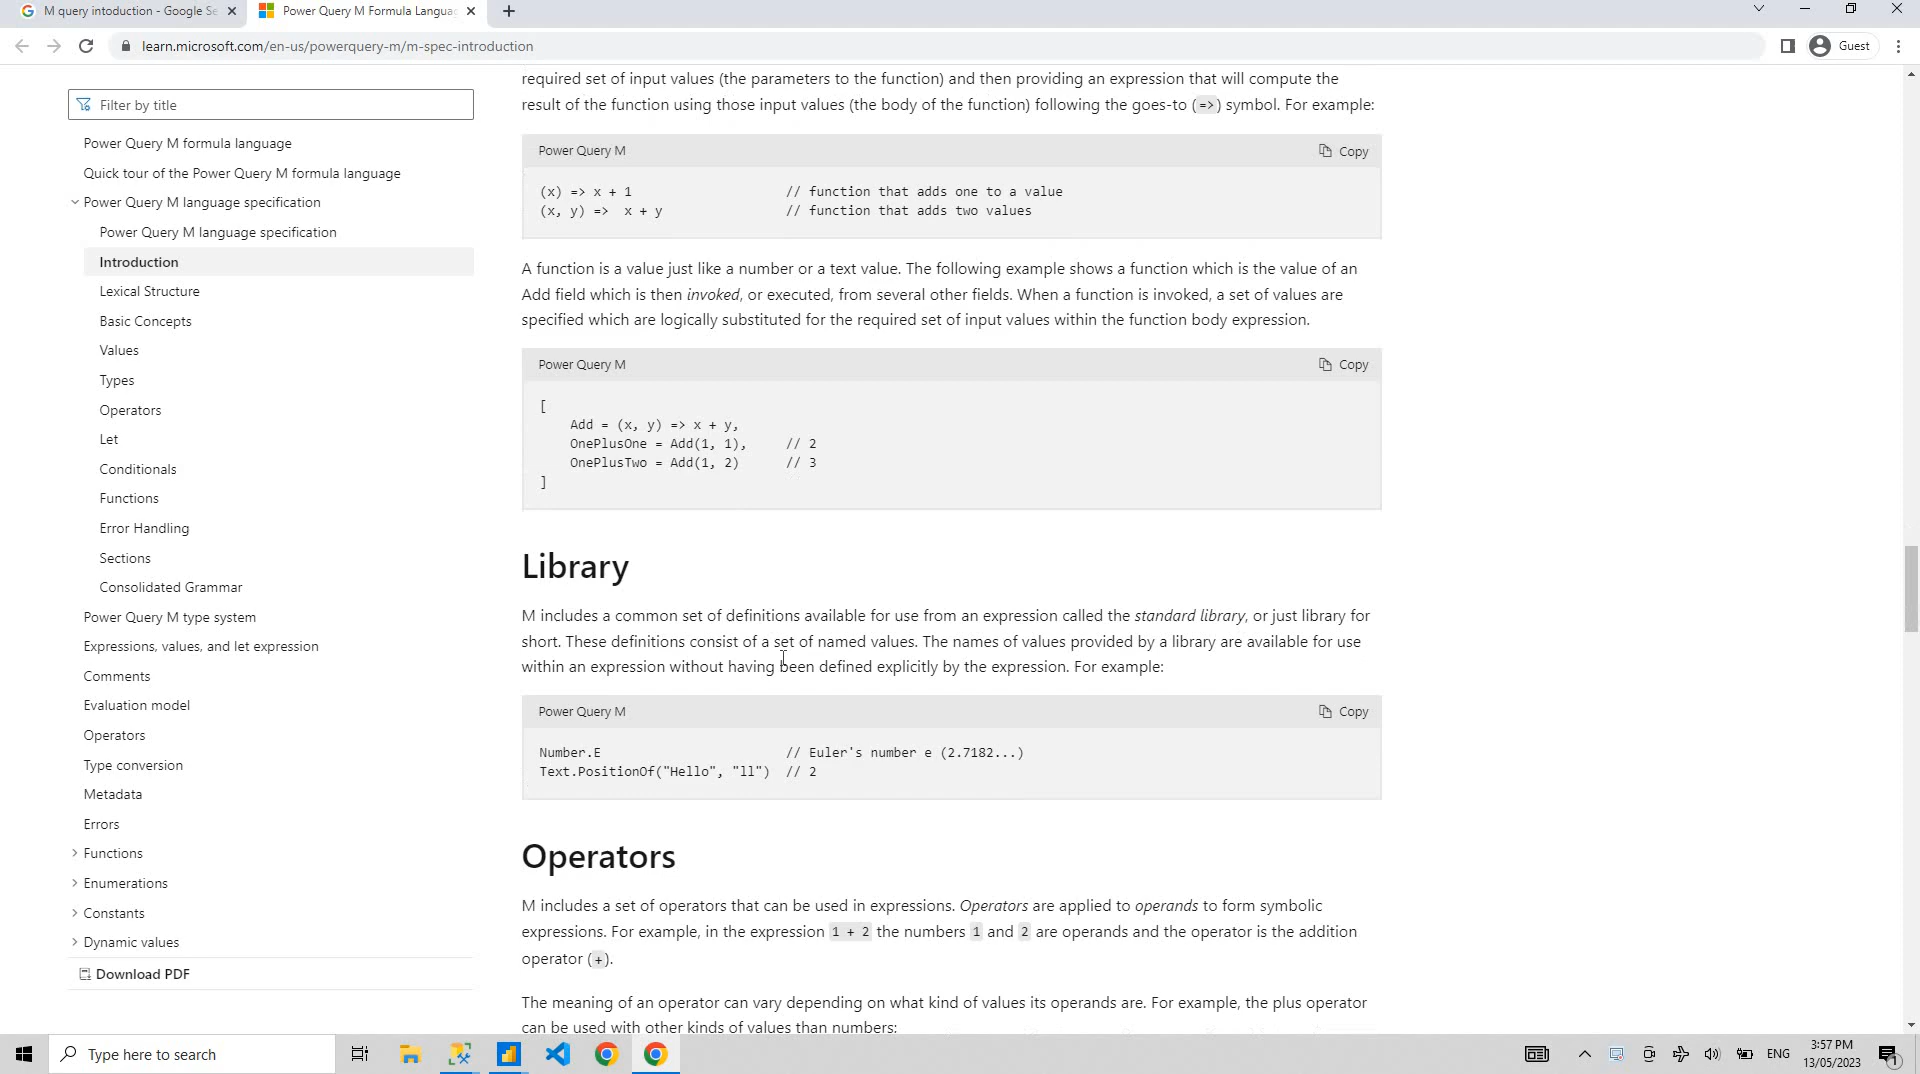 M query intoduction - Google Se
Power Query M Formula Languag
learn.microsoft.com/en-us/powerquery-m/m-spec-introduction
Guest
Filter by title
Power Query M formula language
Quick tour of the Power Query M formula language
Power Query M language specification
Power Query M language specification
Introduction
Lexical Structure
Basic Concepts
Values
Types
Operators
Let
Conditionals
Functions
Error Handling
Sections
Consolidated Grammar
Power Query M type system
Expressions, values, and let expression
Comments
Evaluation model
Operators
Type conversion
Metadata
Errors
Functions
Enumerations
Constants
Dynamic values
Download PDF
required set of input values (the parameters to the function) and then providing an expression that will compute the
result of the function using those input values (the body of the function) following the goes-to (=>) symbol. For example:
Power Query M Copy
(x) => x + 1 // function that adds one to a value
(x, y) =>  x + y // function that adds two values
A function is a value just like a number or a text value. The following example shows a function which is the value of an
Add field which is then invoked, or executed, from several other fields. When a function is invoked, a set of values are
specified which are logically substituted for the required set of input values within the function body expression.
Power Query M Copy
[
Add = (x, y) => x + y,
OnePlusOne = Add(1, 1), // 2
OnePlusTwo = Add(1, 2) // 3
]
Library
M includes a common set of definitions available for use from an expression called the standard library, or just library for
short. These definitions consist of a set of named values. The names of values provided by a library are available for use
within an expression without having been defined explicitly by the expression. For example:
Power Query M Copy
Number.E // Euler's number e (2.7182...)
Text.PositionOf("Hello", "ll") // 2
Operators
M includes a set of operators that can be used in expressions. Operators are applied to operands to form symbolic
expressions. For example, in the expression 1 + 2 the numbers 1 and 2 are operands and the operator is the addition
operator (+).
The meaning of an operator can vary depending on what kind of values its operands are. For example, the plus operator
can be used with other kinds of values than numbers:
Type here to search
ENG
3:57 PM
13/05/2023
1